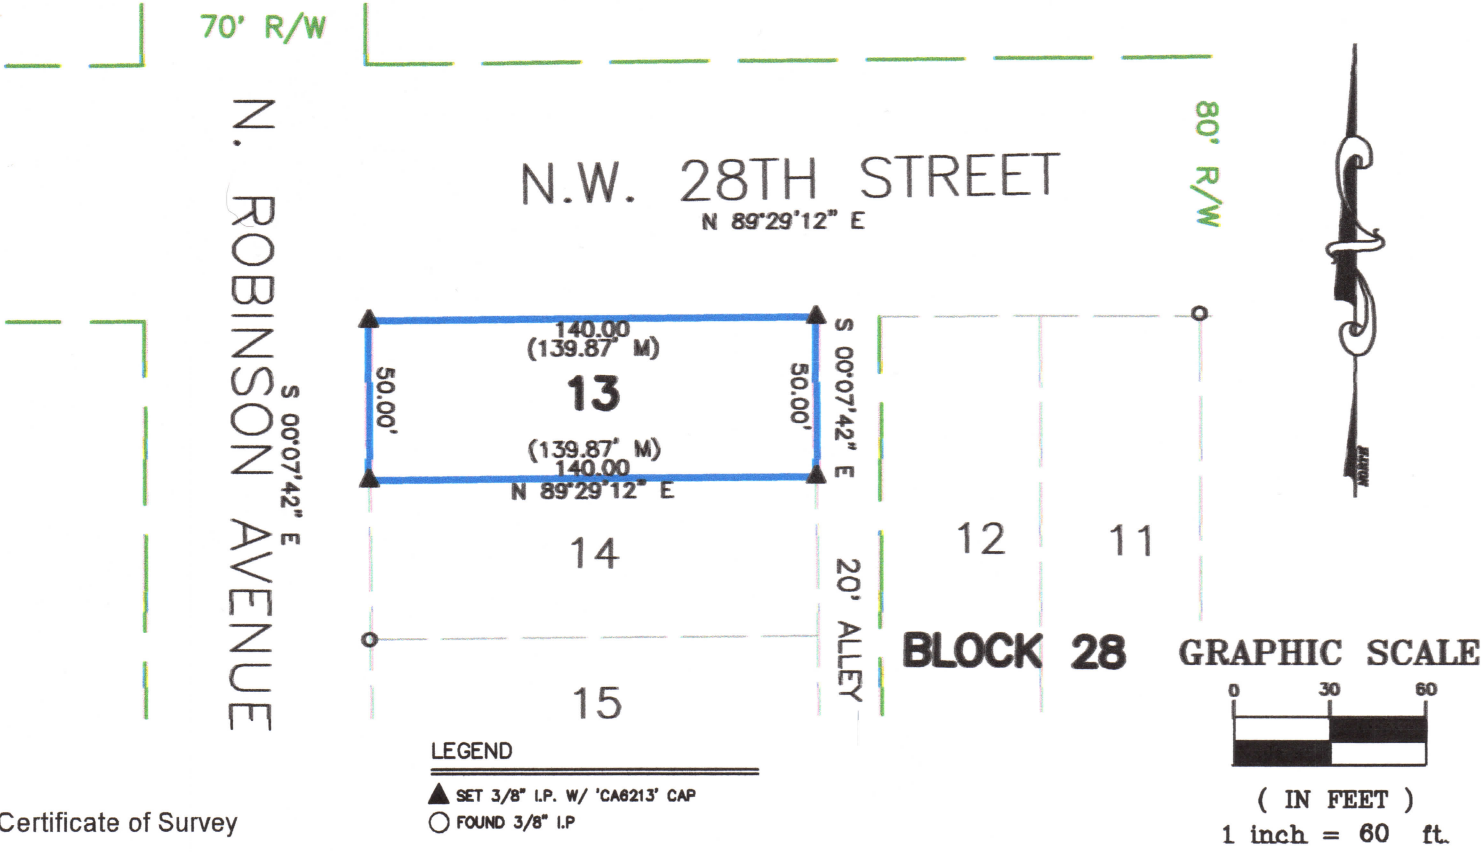 70' R/W
N. ROBINSON AVENUE
S 00°07'42" E
N.W. 28TH STREET
N 89°29'12" E
80' R/W
140.00
(139.87' M)
50.00'
13
50.00'
S 00°07'42" E
(139.87' M)
140.00
N 89°29'12" E
14
15
20' ALLEY
12
11
BLOCK 28
GRAPHIC SCALE
0 30 60
( IN FEET )
1 inch = 60 ft.
LEGEND
SET 3/8" I.P. W/ 'CA6213' CAP
FOUND 3/8" I.P
Certificate of Survey